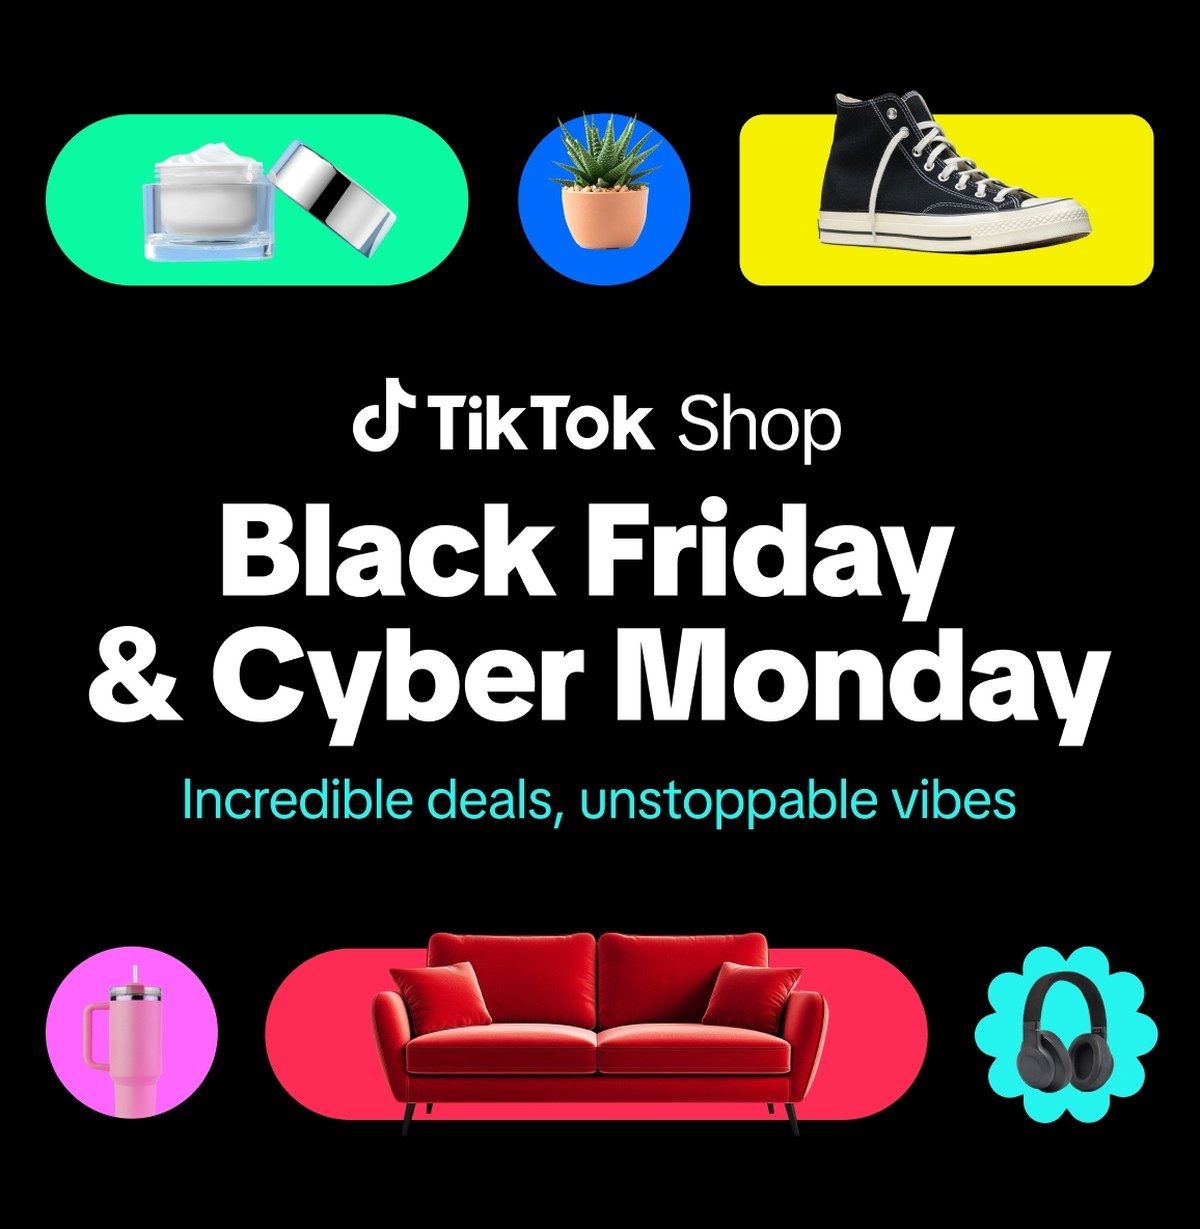 TikTok Shop
Black Friday
& Cyber Monday
Incredible deals, unstoppable vibes